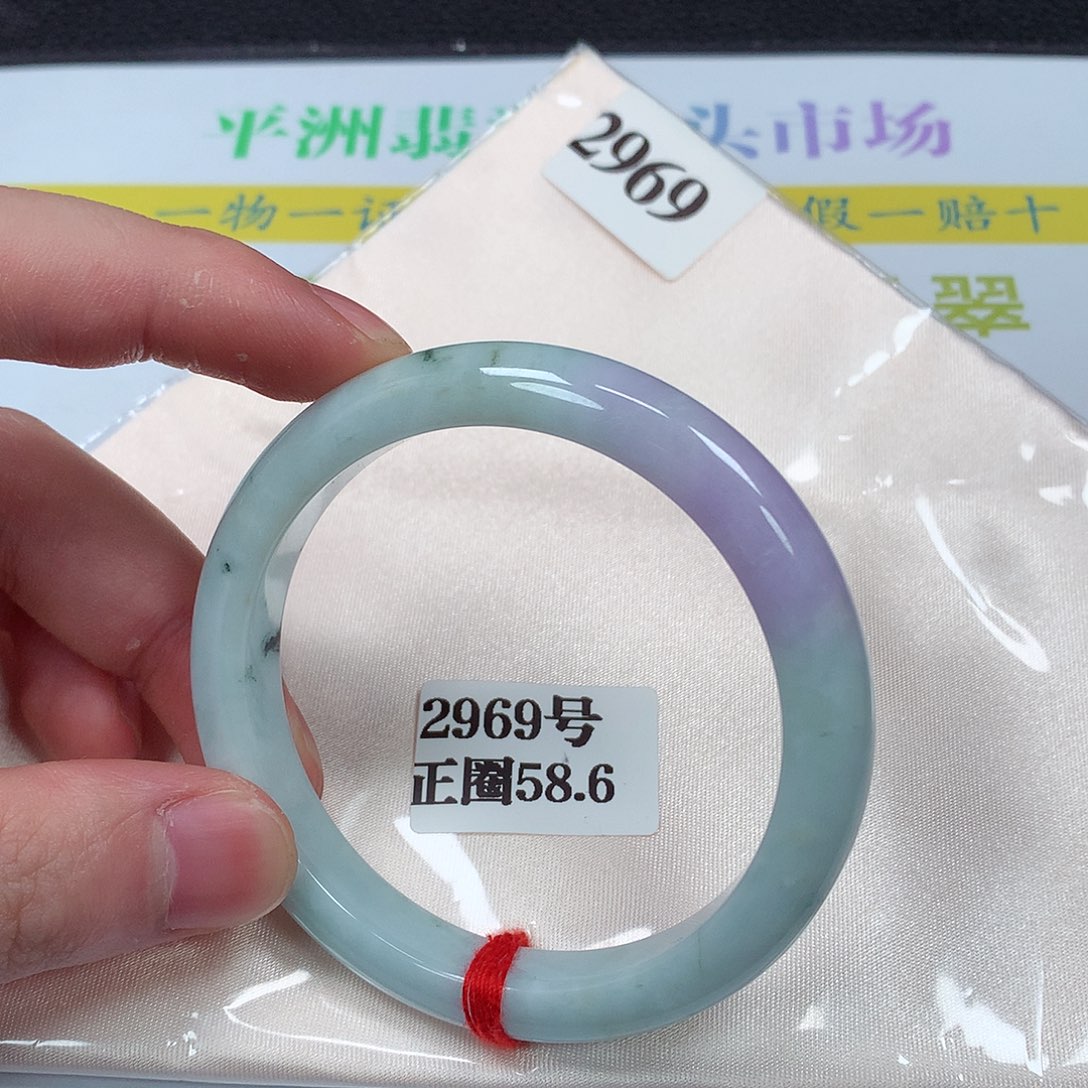 平洲翡 头市场
2969
一物一证 假一赔十
2969号
正圈58.6